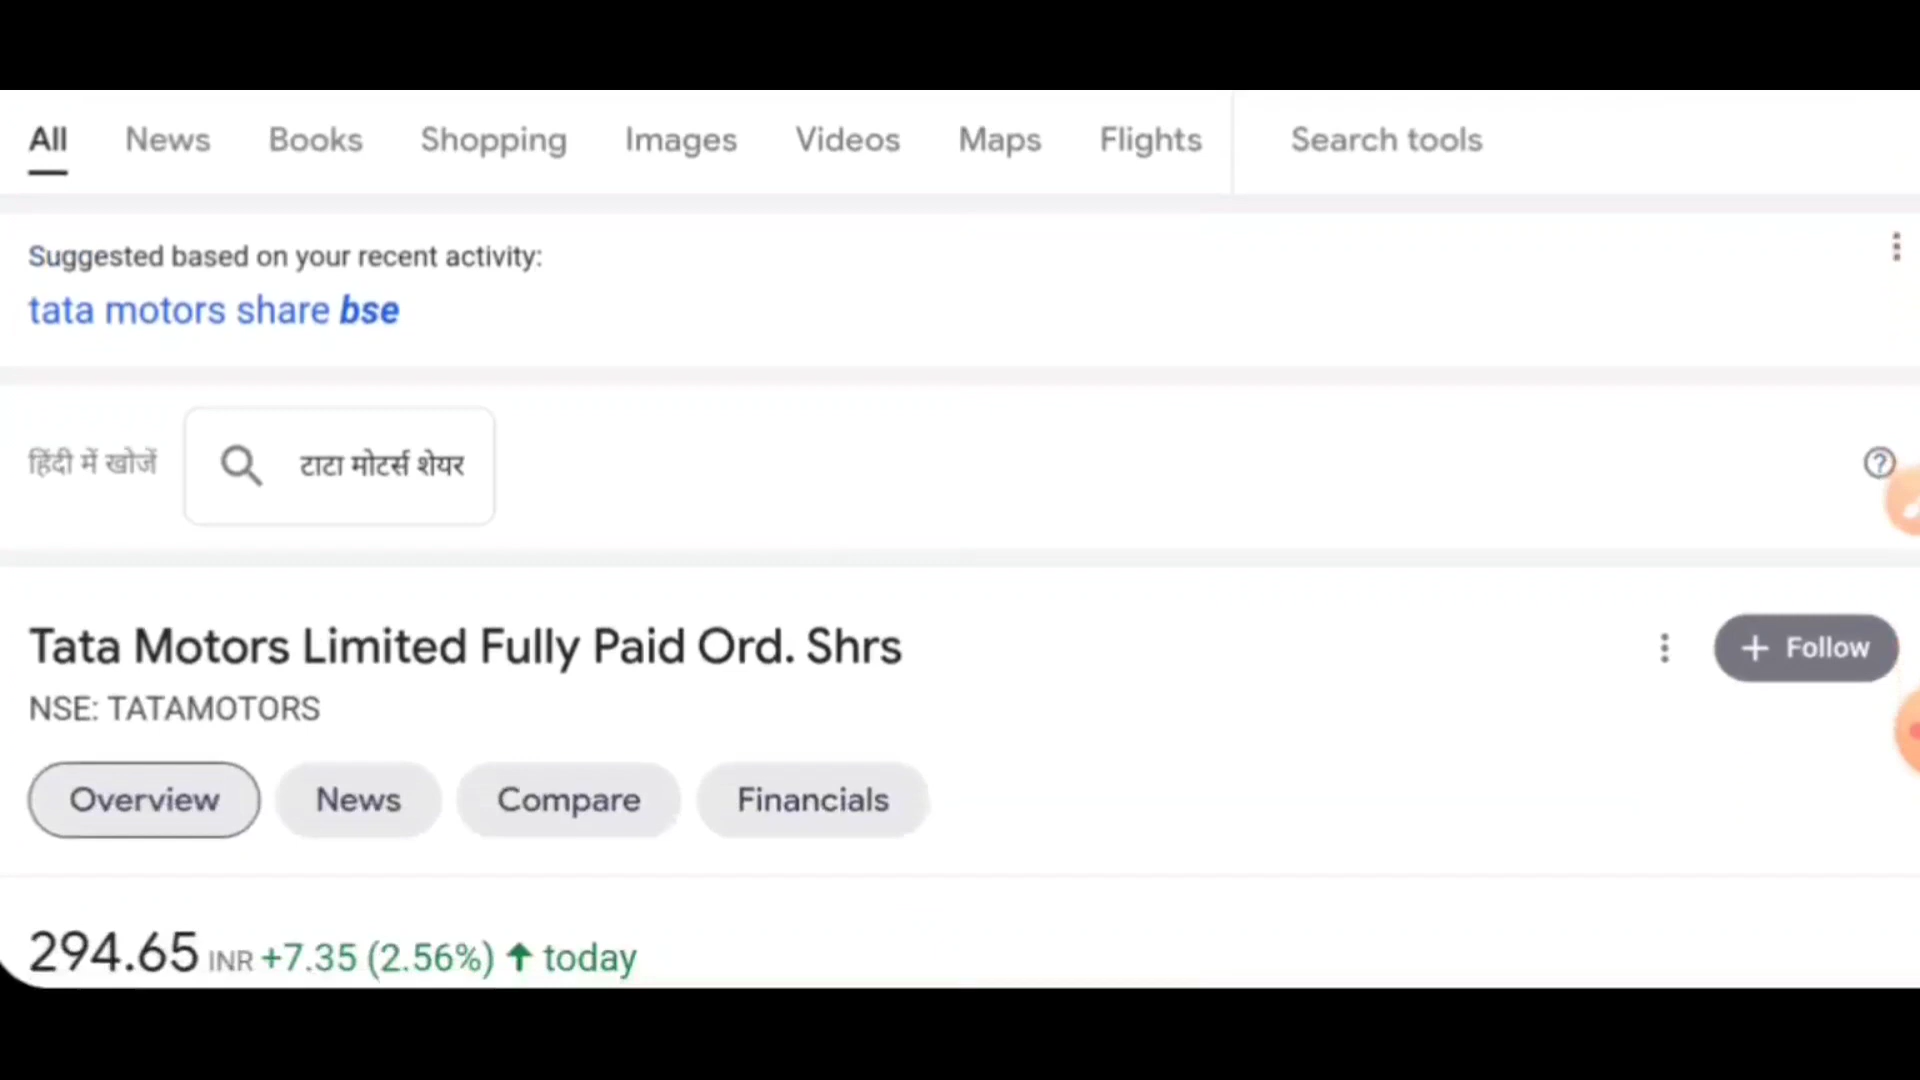 All News Books Shopping Images Videos Maps Flights Search tools
Suggested based on your recent activity:
tata motors share bse
हिंदी में खोजें टाटा मोटर्स शेयर
Tata Motors Limited Fully Paid Ord. Shrs
+ Follow
NSE: TATAMOTORS
Overview News Compare Financials
294.65 INR +7.35 (2.56%) ↑ today